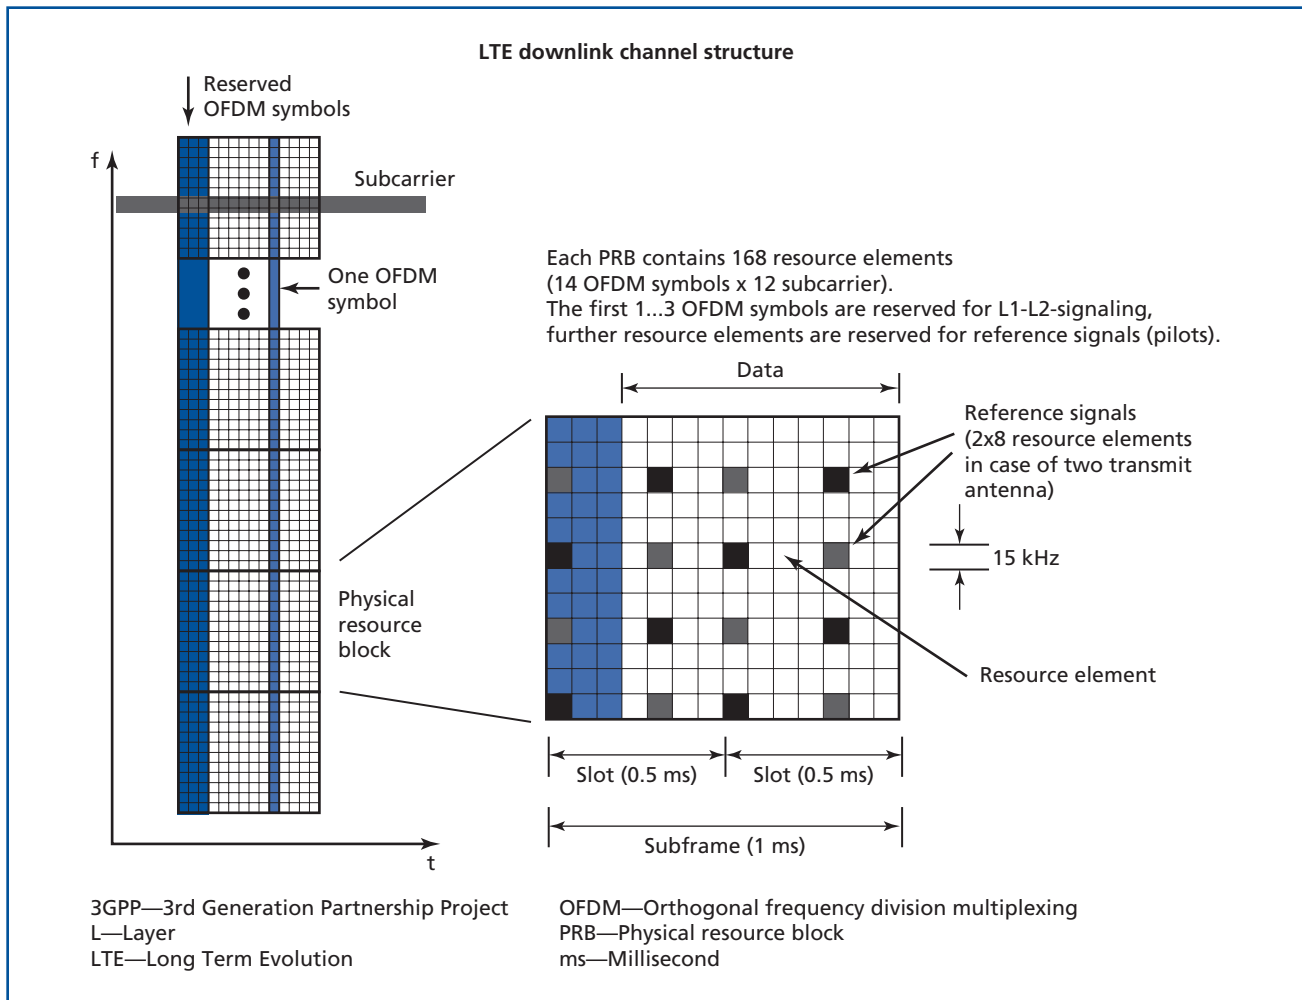 LTE downlink channel structure
Reserved
OFDM symbols
f
Subcarrier
One OFDM
symbol
Each PRB contains 168 resource elements
(14 OFDM symbols x 12 subcarrier).
The first 1...3 OFDM symbols are reserved for L1-L2-signaling,
further resource elements are reserved for reference signals (pilots).
Data
Reference signals
(2x8 resource elements
in case of two transmit
antenna)
15 kHz
Physical
resource
block
Resource element
Slot (0.5 ms)
Slot (0.5 ms)
Subframe (1 ms)
t
3GPP—3rd Generation Partnership Project
L—Layer
LTE—Long Term Evolution
OFDM—Orthogonal frequency division multiplexing
PRB—Physical resource block
ms—Millisecond